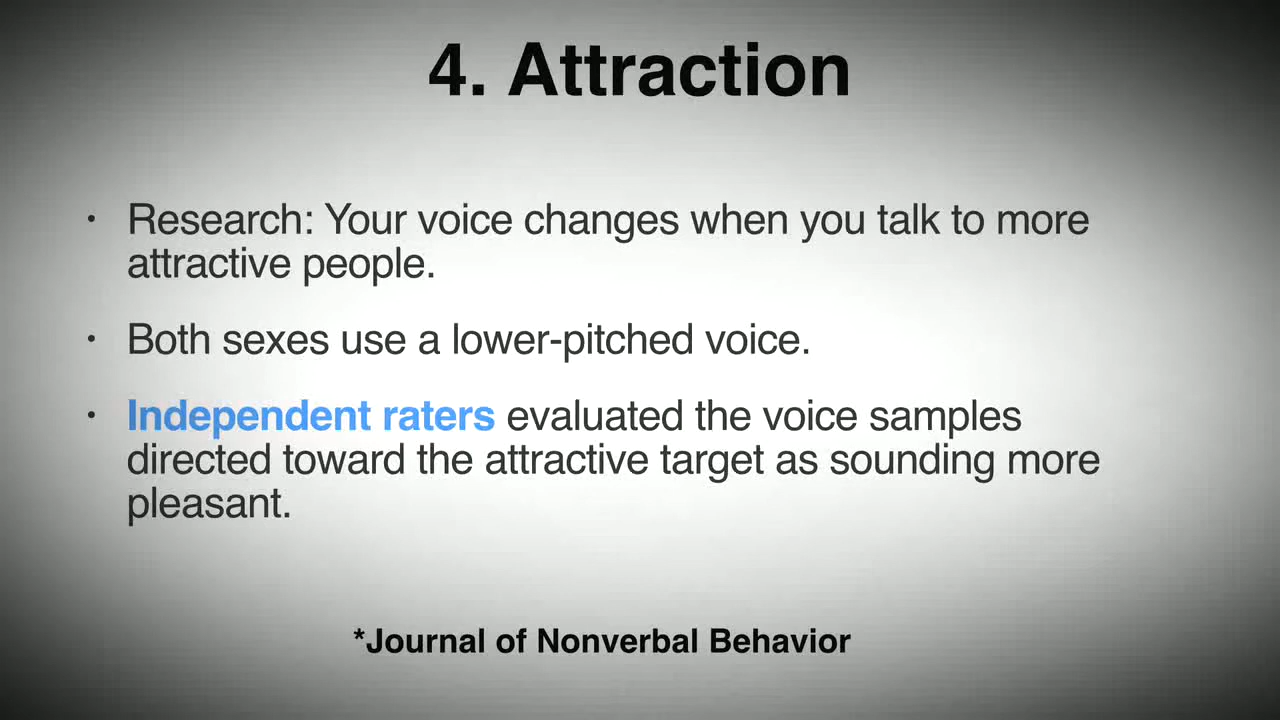 4. Attraction
• Research: Your voice changes when you talk to more
attractive people.
• Both sexes use a lower-pitched voice.
• Independent raters evaluated the voice samples
directed toward the attractive target as sounding more
pleasant.
*Journal of Nonverbal Behavior